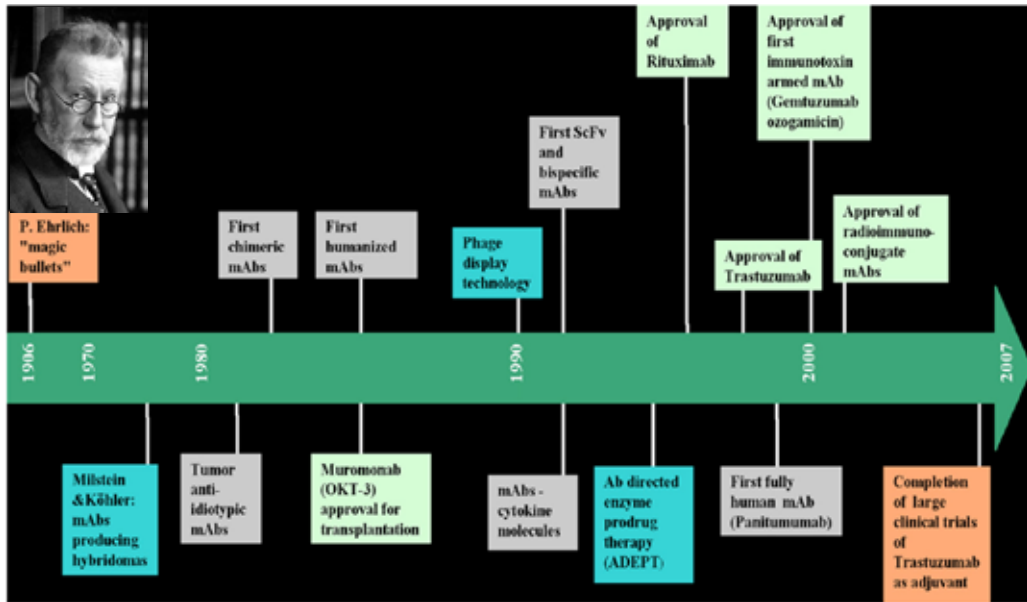 Approval
of
Rituximab
Approval of
first
immunotoxin
armed mAb
(Gemtuzumab
ozogamicin)
First ScFv
and
bispecific
mAbs
P. Ehrlich:
"magic
bullets"
First
chimeric
mAbs
First
humanized
mAbs
Phage
display
technology
Approval of
Trastuzumab
Approval of
radioimmuno-
conjugate
mAbs
1906
1970
1980
1990
2000
2007
Milstein
&Köhler:
mAbs
producing
hybridomas
Tumor
anti-
idiotypic
mAbs
Muromonab
(OKT-3)
approval for
transplantation
mAbs -
cytokine
molecules
Ab directed
enzyme
prodrug
therapy
(ADEPT)
First fully
human mAb
(Panitumumab)
Completion
of large
clinical trials
of
Trastuzumab
as adjuvant